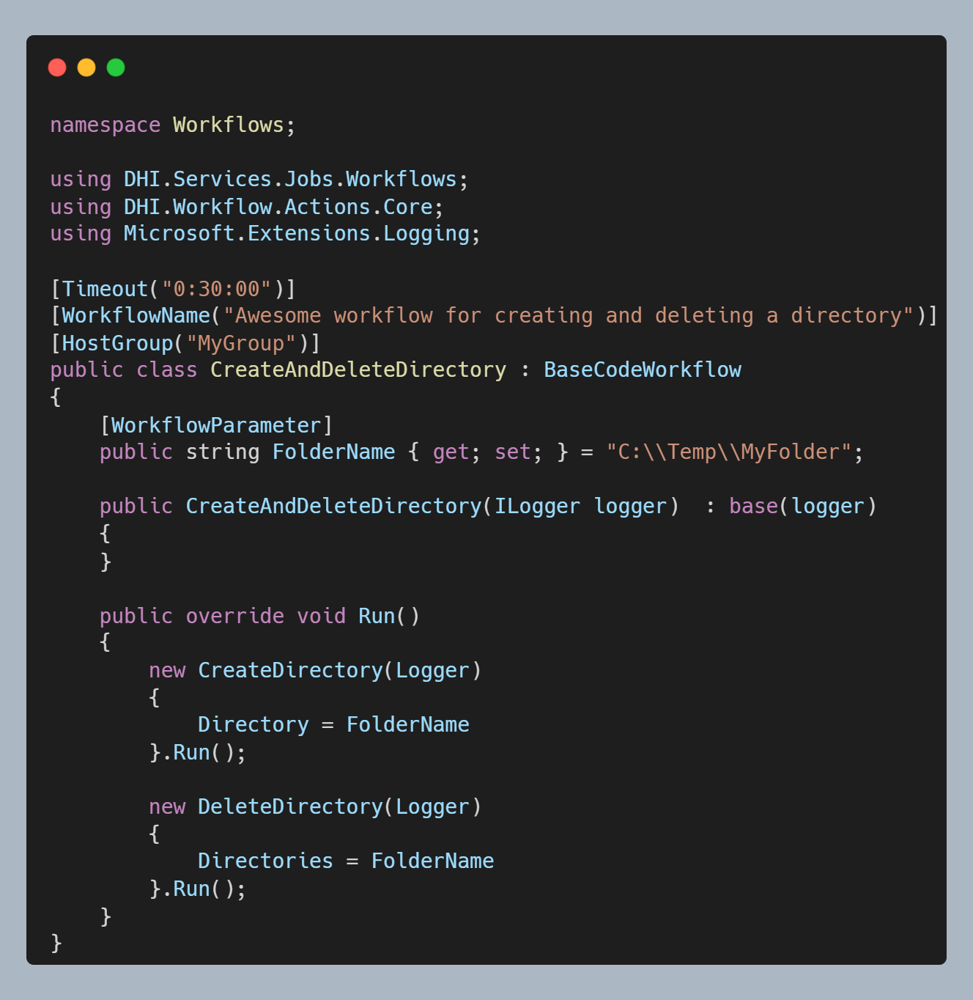 namespace Workflows;

using DHI.Services.Jobs.Workflows;
using DHI.Workflow.Actions.Core;
using Microsoft.Extensions.Logging;

[Timeout("0:30:00")]
[WorkflowName("Awesome workflow for creating and deleting a directory")]
[HostGroup("MyGroup")]
public class CreateAndDeleteDirectory : BaseCodeWorkflow
{
    [WorkflowParameter]
    public string FolderName { get; set; } = "C:\\Temp\\MyFolder";

    public CreateAndDeleteDirectory(ILogger logger)  : base(logger)
    {
    }

    public override void Run()
    {
        new CreateDirectory(Logger)
        {
            Directory = FolderName
        }.Run();

        new DeleteDirectory(Logger)
        {
            Directories = FolderName
        }.Run();
    }
}